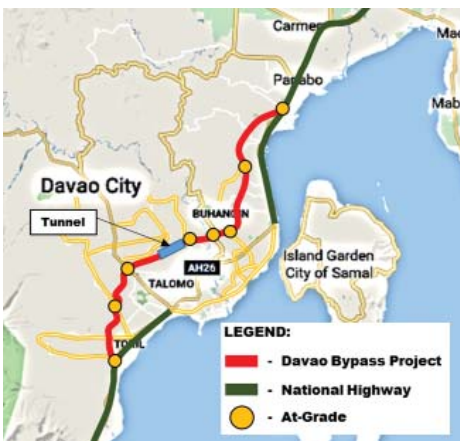 Carmen
Ma
Panabo
Mab
Davao City
Tunnel
BUHANGIN
AH26
TALOMO
Island Garden
City of Samal
TORIL
LEGEND:
- Davao Bypass Project
- National Highway
- At-Grade